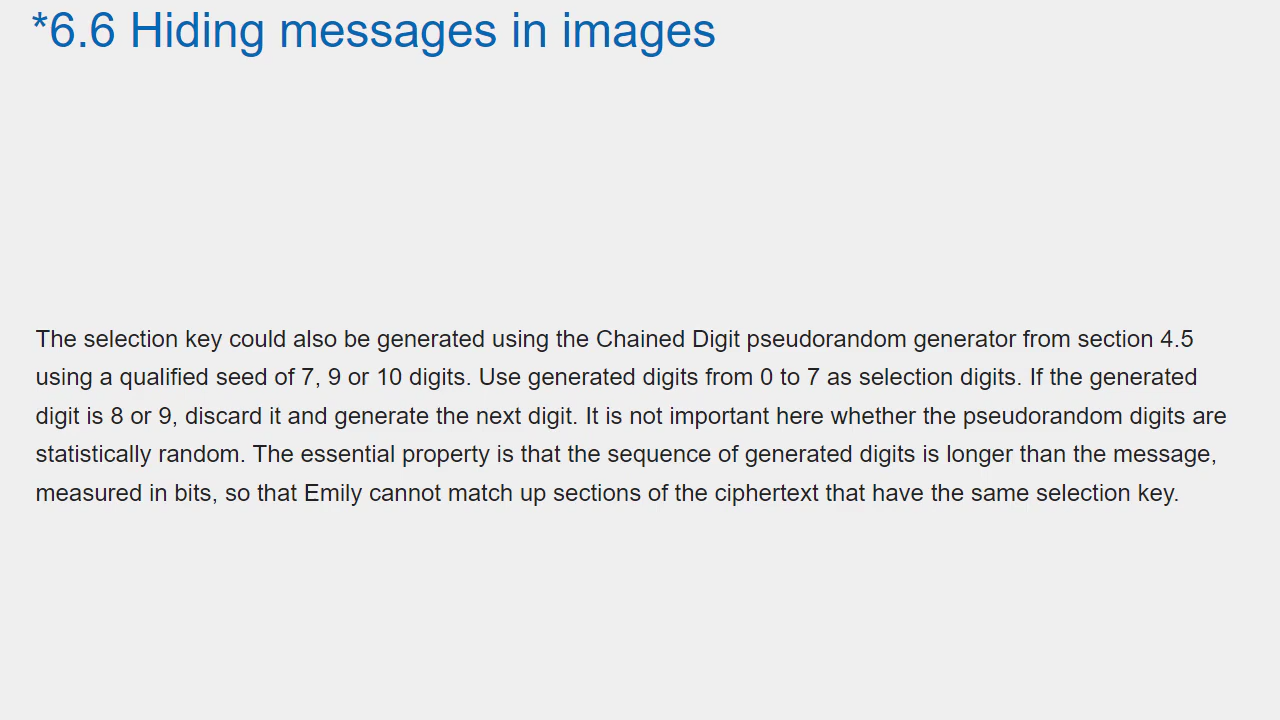 *6.6 Hiding messages in images
The selection key could also be generated using the Chained Digit pseudorandom generator from section 4.5
using a qualified seed of 7, 9 or 10 digits. Use generated digits from 0 to 7 as selection digits. If the generated
digit is 8 or 9, discard it and generate the next digit. It is not important here whether the pseudorandom digits are
statistically random. The essential property is that the sequence of generated digits is longer than the message,
measured in bits, so that Emily cannot match up sections of the ciphertext that have the same selection key.